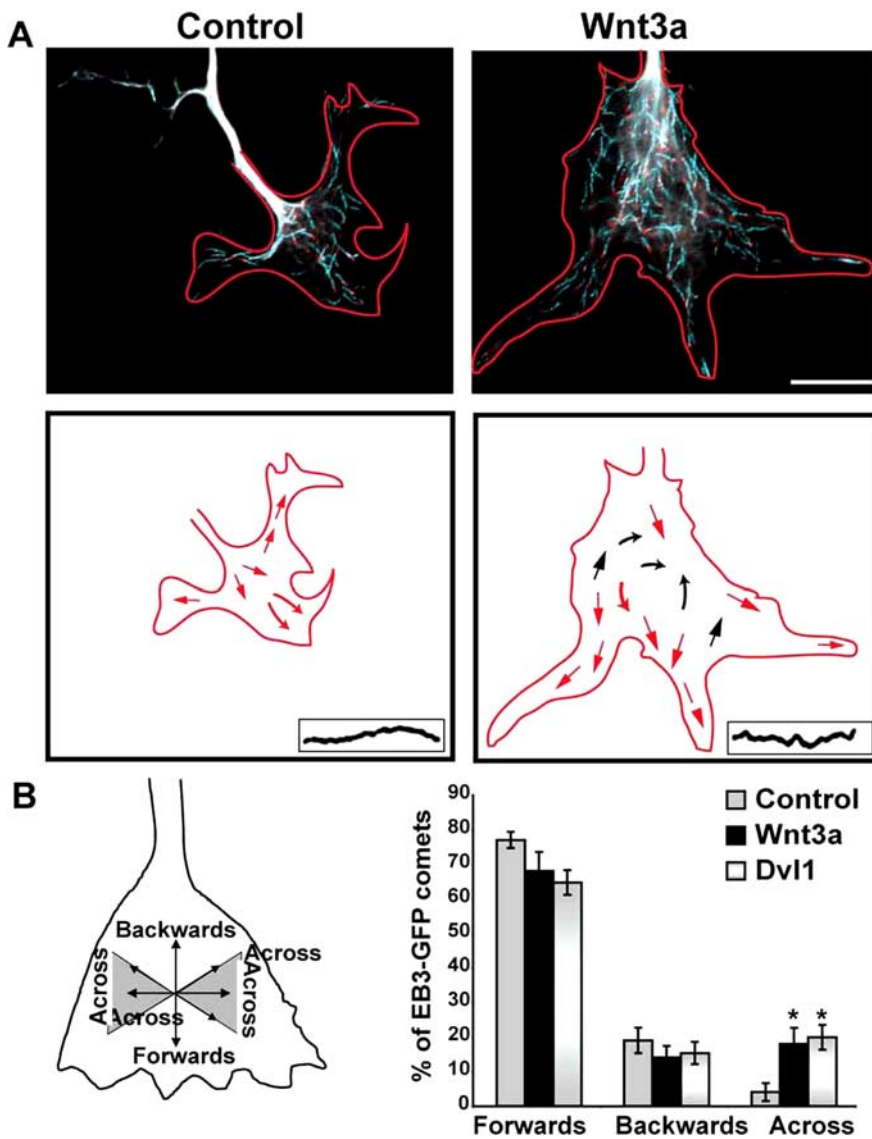 Control Wnt3a
A
B
Backwards
Across
Across
Across
Across
Forwards
% of EB3-GFP comets
90
80
70
60
50
40
30
20
10
0
Control
Wnt3a
Dvl1
* *
Forwards Backwards Across